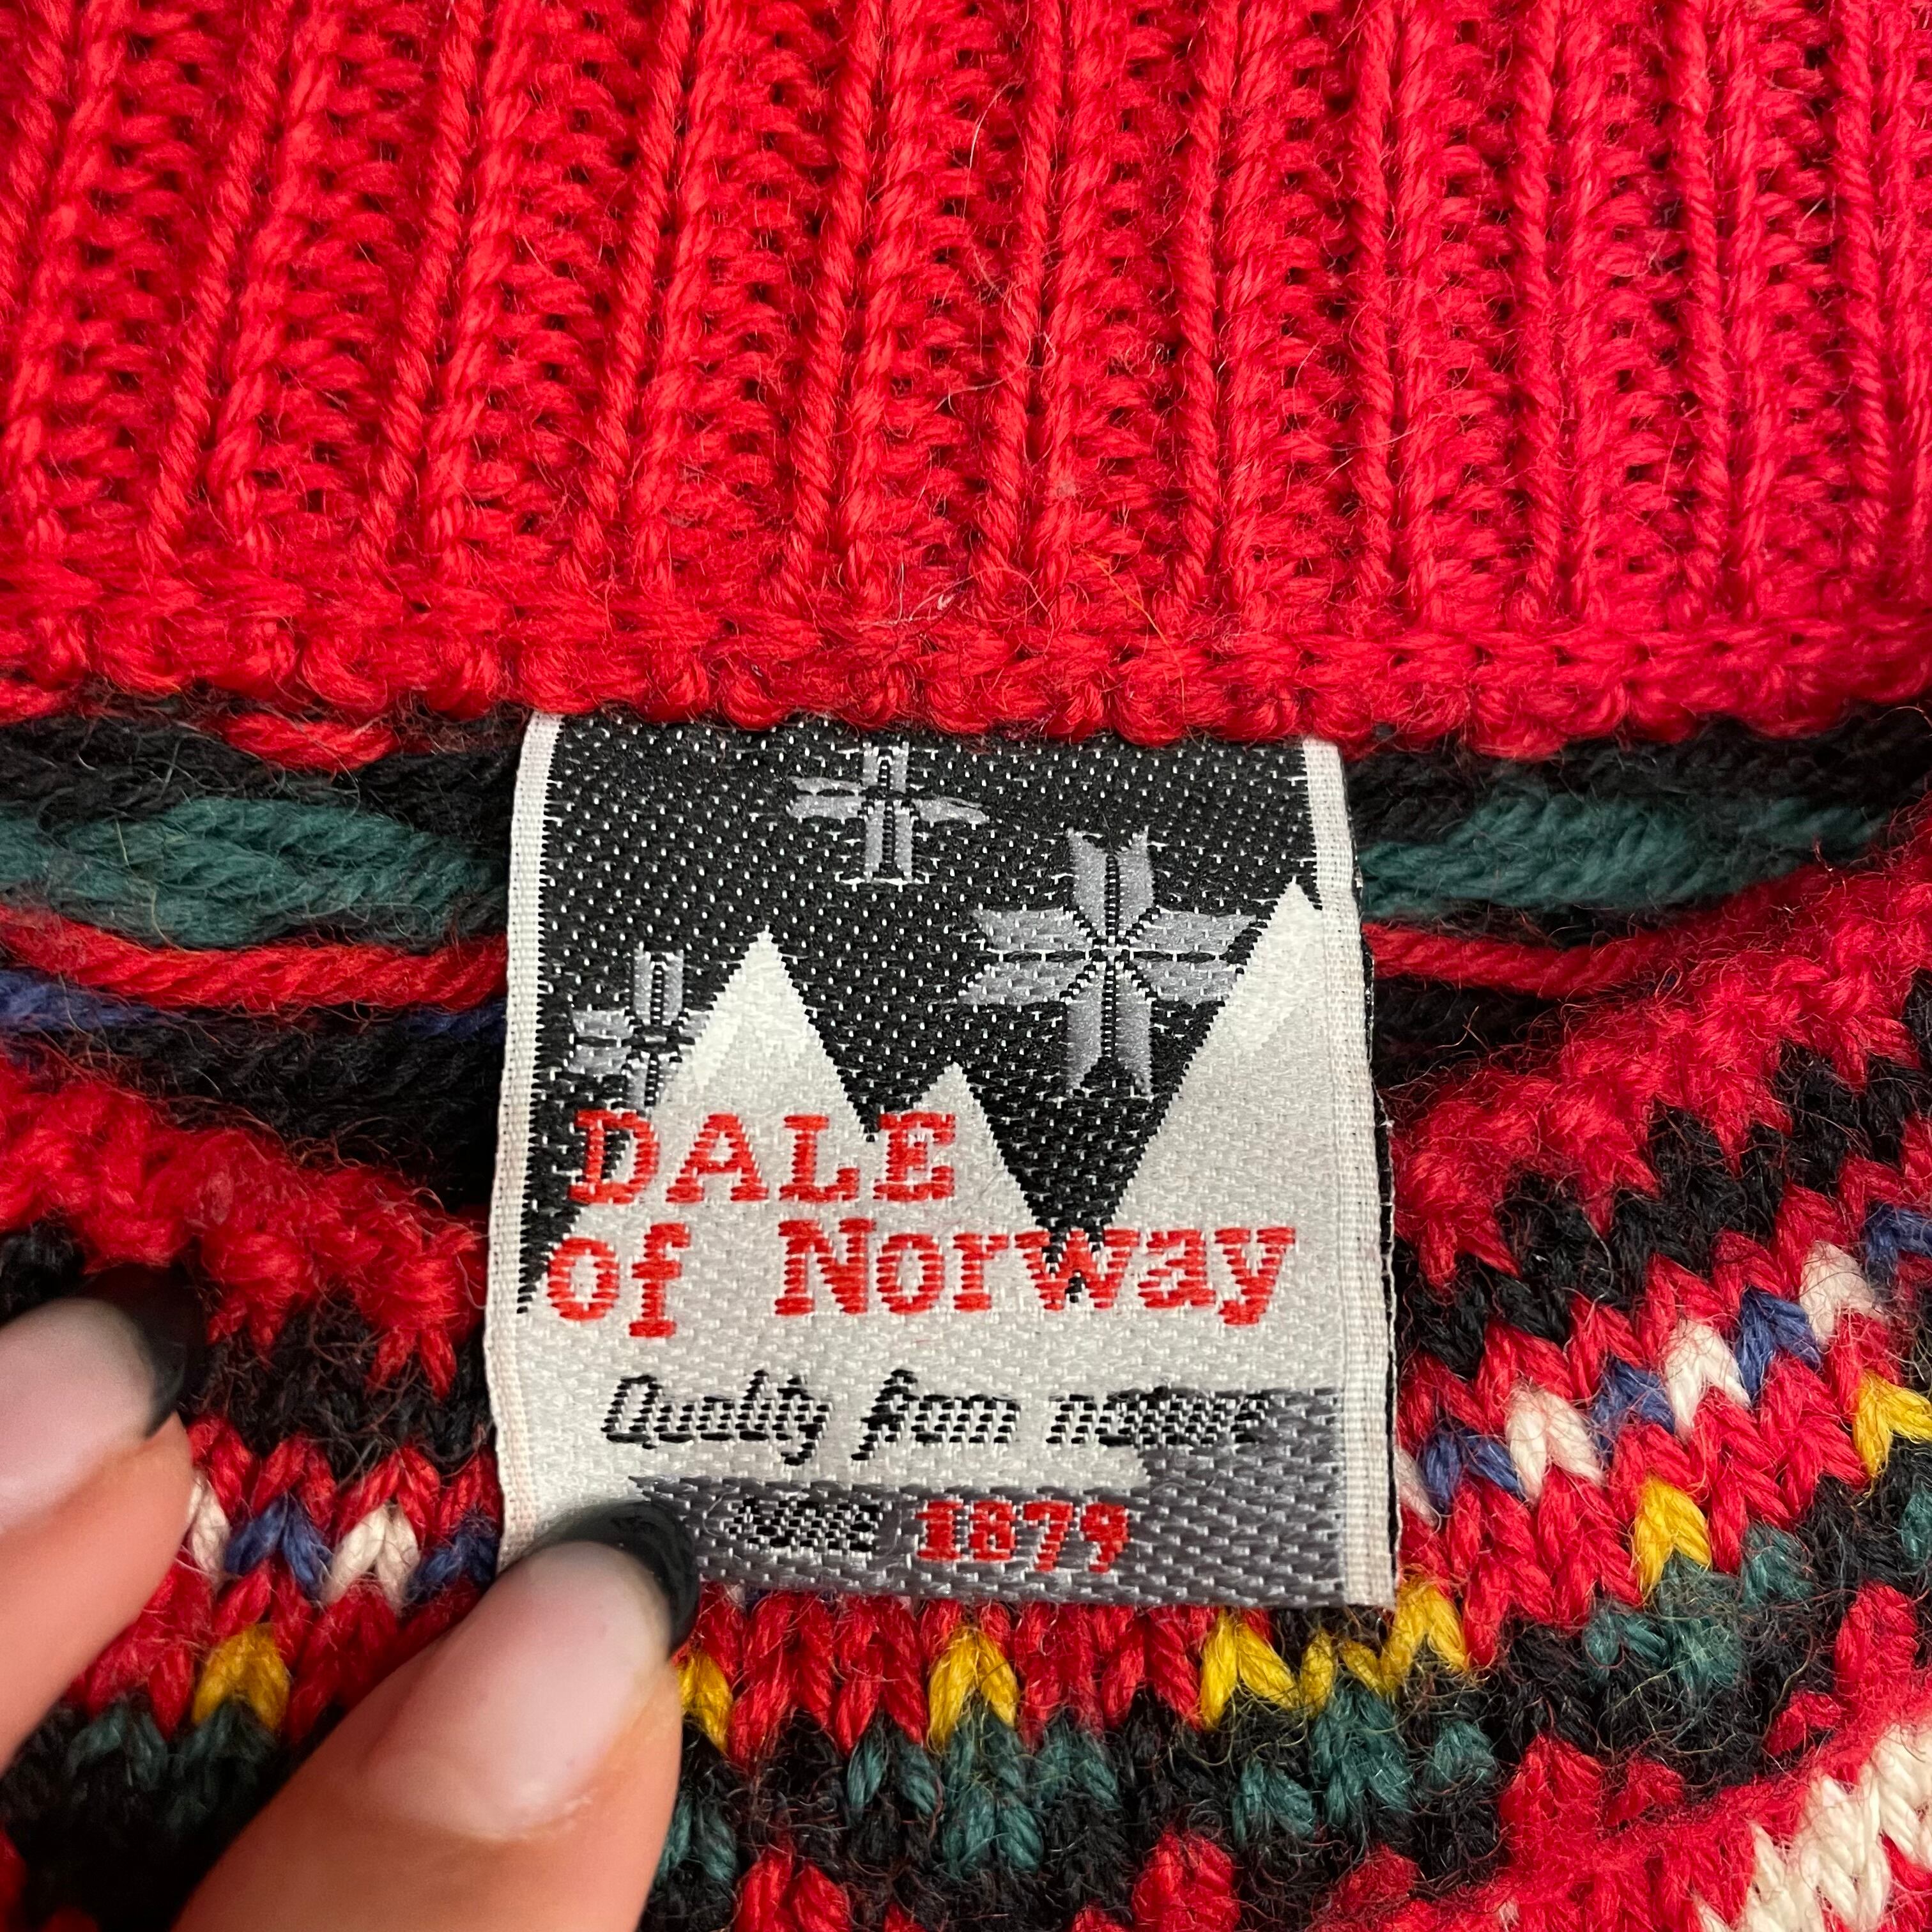 DALE
of Norway
Quality from nature
since 1879